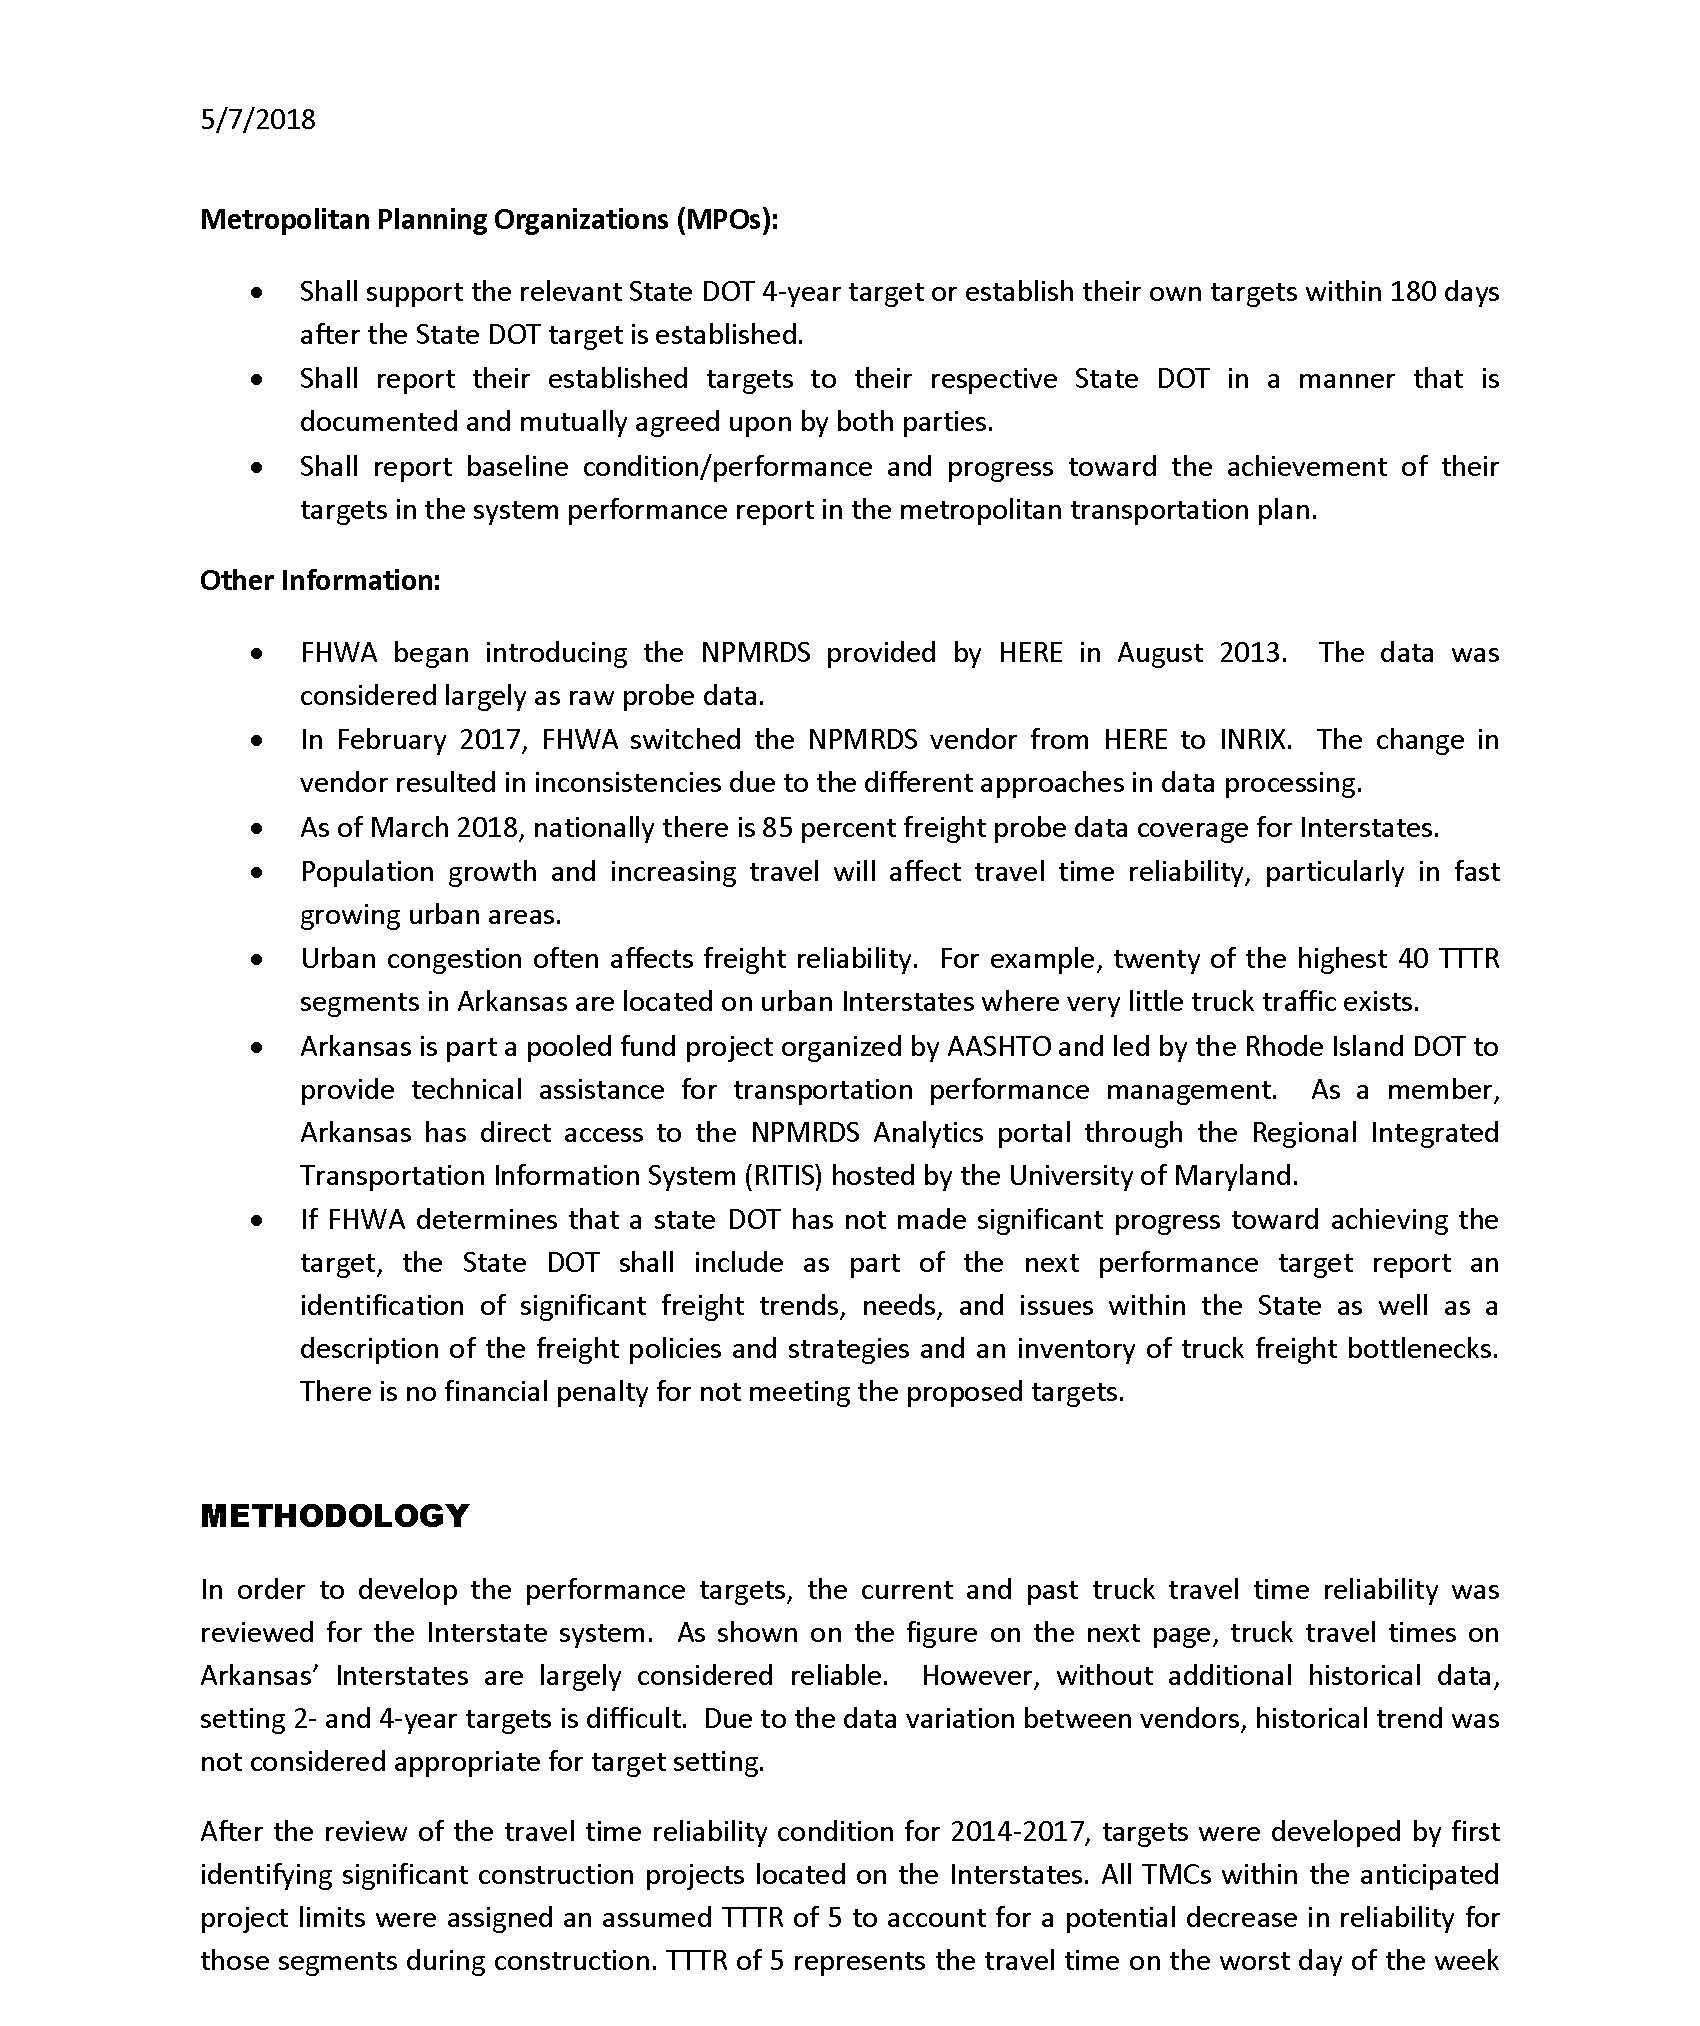 5/7/2018
Metropolitan Planning Organizations (MPOs):
• Shall support the relevant State DOT 4-year target or establish their own targets within 180 days
after the State DOT target is established.
• Shall report their established targets to their respective State DOT in a manner that is
documented and mutually agreed upon by both parties.
• Shall report baseline condition/performance and progress toward the achievement of their
targets in the system performance report in the metropolitan transportation plan.
Other Information:
• FHWA began introducing the NPMRDS provided by HERE in August 2013. The data was
considered largely as raw probe data.
• In February 2017, FHWA switched the NPMRDS vendor from HERE to INRIX. The change in
vendor resulted in inconsistencies due to the different approaches in data processing.
• As of March 2018, nationally there is 85 percent freight probe data coverage for Interstates.
• Population growth and increasing travel will affect travel time reliability, particularly in fast
growing urban areas.
• Urban congestion often affects freight reliability. For example, twenty of the highest 40 TTTR
segments in Arkansas are located on urban Interstates where very little truck traffic exists.
• Arkansas is part a pooled fund project organized by AASHTO and led by the Rhode Island DOT to
provide technical assistance for transportation performance management. As a member,
Arkansas has direct access to the NPMRDS Analytics portal through the Regional Integrated
Transportation Information System (RITIS) hosted by the University of Maryland.
• If FHWA determines that a state DOT has not made significant progress toward achieving the
target, the State DOT shall include as part of the next performance target report an
identification of significant freight trends, needs, and issues within the State as well as a
description of the freight policies and strategies and an inventory of truck freight bottlenecks.
There is no financial penalty for not meeting the proposed targets.
METHODOLOGY
In order to develop the performance targets, the current and past truck travel time reliability was
reviewed for the Interstate system. As shown on the figure on the next page, truck travel times on
Arkansas’ Interstates are largely considered reliable. However, without additional historical data,
setting 2- and 4-year targets is difficult. Due to the data variation between vendors, historical trend was
not considered appropriate for target setting.
After the review of the travel time reliability condition for 2014-2017, targets were developed by first
identifying significant construction projects located on the Interstates. All TMCs within the anticipated
project limits were assigned an assumed TTTR of 5 to account for a potential decrease in reliability for
those segments during construction. TTTR of 5 represents the travel time on the worst day of the week